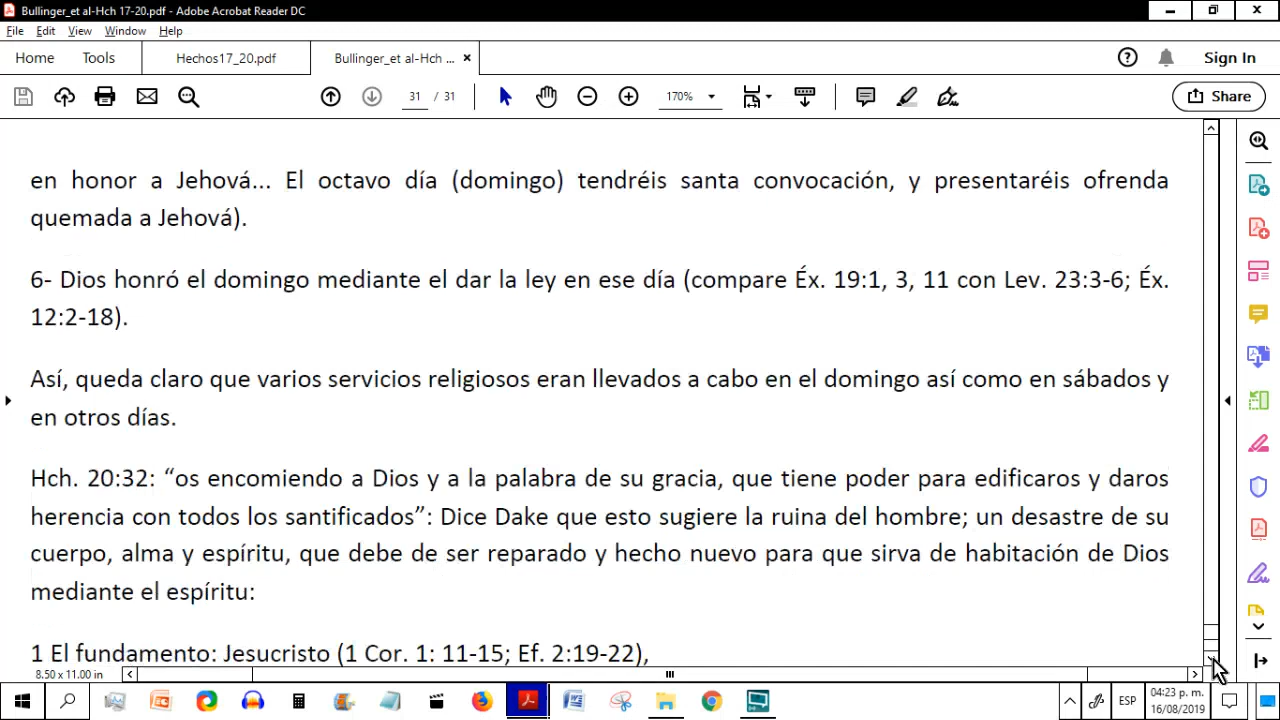 Bullinger_et al-Hch 17-20.pdf - Adobe Acrobat Reader DC
File Edit View Window Help
Home Tools Hechos17_20.pdf Bullinger_et al-Hch ... × Sign In
31 / 31 170% Share
en honor a Jehová... El octavo día (domingo) tendréis santa convocación, y presentaréis ofrenda
quemada a Jehová).
6- Dios honró el domingo mediante el dar la ley en ese día (compare Éx. 19:1, 3, 11 con Lev. 23:3-6; Éx.
12:2-18).
Así, queda claro que varios servicios religiosos eran llevados a cabo en el domingo así como en sábados y
en otros días.
Hch. 20:32: “os encomiendo a Dios y a la palabra de su gracia, que tiene poder para edificaros y daros
herencia con todos los santificados”: Dice Dake que esto sugiere la ruina del hombre; un desastre de su
cuerpo, alma y espíritu, que debe de ser reparado y hecho nuevo para que sirva de habitación de Dios
mediante el espíritu:
1 El fundamento: Jesucristo (1 Cor. 1: 11-15; Ef. 2:19-22),
8.50 x 11.00 in
ESP 04:23 p. m.
16/08/2019